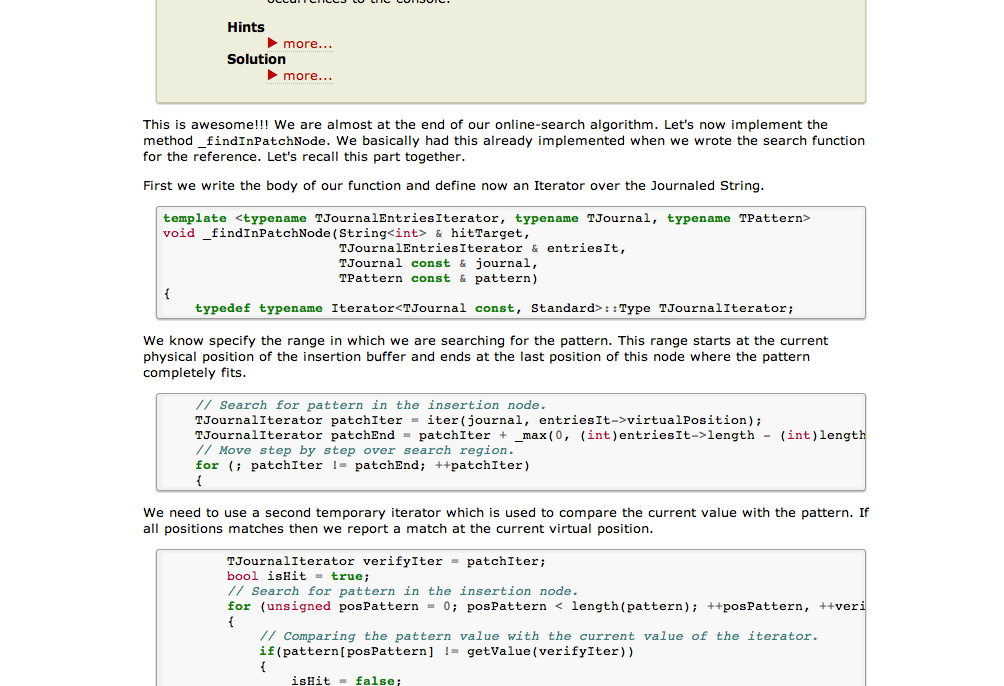 occurrences to the console.
Hints
▶ more...
Solution
▶ more...
This is awesome!!! We are almost at the end of our online-search algorithm. Let's now implement the
method _findInPatchNode. We basically had this already implemented when we wrote the search function
for the reference. Let's recall this part together.
First we write the body of our function and define now an Iterator over the Journaled String.
template <typename TJournalEntriesIterator, typename TJournal, typename TPattern>
void _findInPatchNode(String<int> & hitTarget,
                      TJournalEntriesIterator & entriesIt,
                      TJournal const & journal,
                      TPattern const & pattern)
{
    typedef typename Iterator<TJournal const, Standard>::Type TJournalIterator;
We know specify the range in which we are searching for the pattern. This range starts at the current
physical position of the insertion buffer and ends at the last position of this node where the pattern
completely fits.
    // Search for pattern in the insertion node.
    TJournalIterator patchIter = iter(journal, entriesIt->virtualPosition);
    TJournalIterator patchEnd = patchIter + _max(0, (int)entriesIt->length - (int)length
    // Move step by step over search region.
    for (; patchIter != patchEnd; ++patchIter)
    {
We need to use a second temporary iterator which is used to compare the current value with the pattern. If
all positions matches then we report a match at the current virtual position.
        TJournalIterator verifyIter = patchIter;
        bool isHit = true;
        // Search for pattern in the insertion node.
        for (unsigned posPattern = 0; posPattern < length(pattern); ++posPattern, ++veri
        {
            // Comparing the pattern value with the current value of the iterator.
            if(pattern[posPattern] != getValue(verifyIter))
            {
                isHit = false;